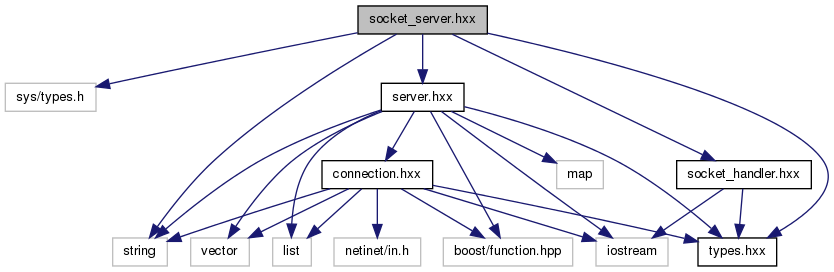 socket_server.hxx
sys/types.h
server.hxx
connection.hxx
map
socket_handler.hxx
string
vector
list
netinet/in.h
boost/function.hpp
iostream
types.hxx